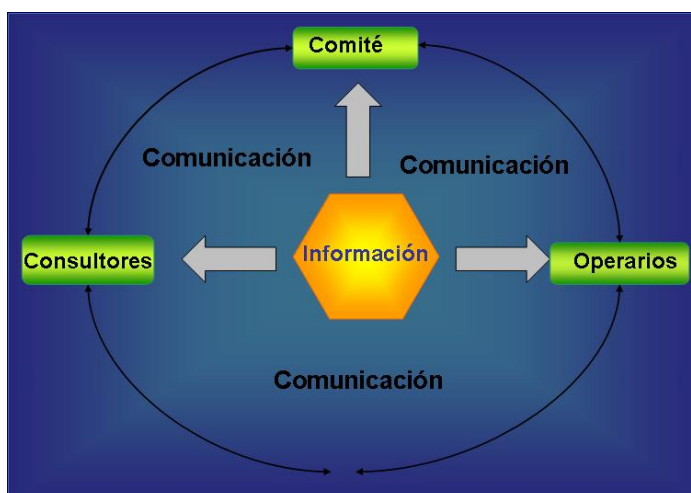 Comité
Comunicación
Comunicación
Información
Consultores
Operarios
Comunicación